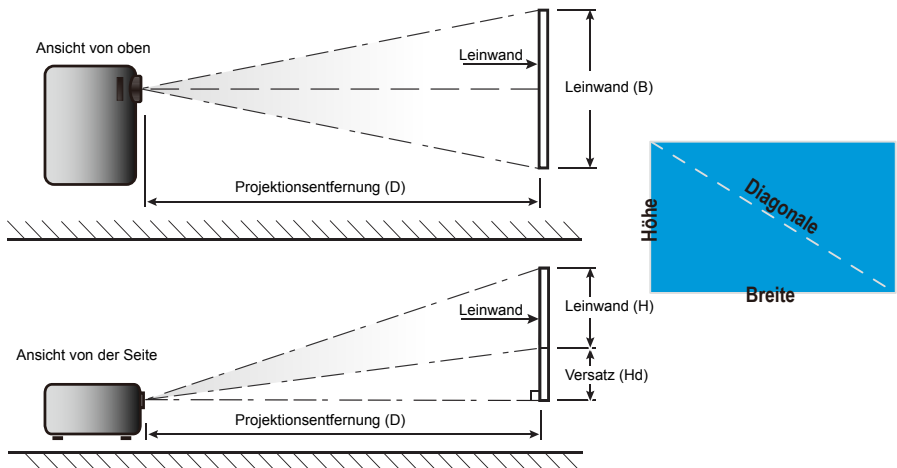 Ansicht von oben
Leinwand
Leinwand (B)
Projektionsentfernung (D)
Höhe
Diagonale
Breite
Ansicht von der Seite
Leinwand
Leinwand (H)
Versatz (Hd)
Projektionsentfernung (D)